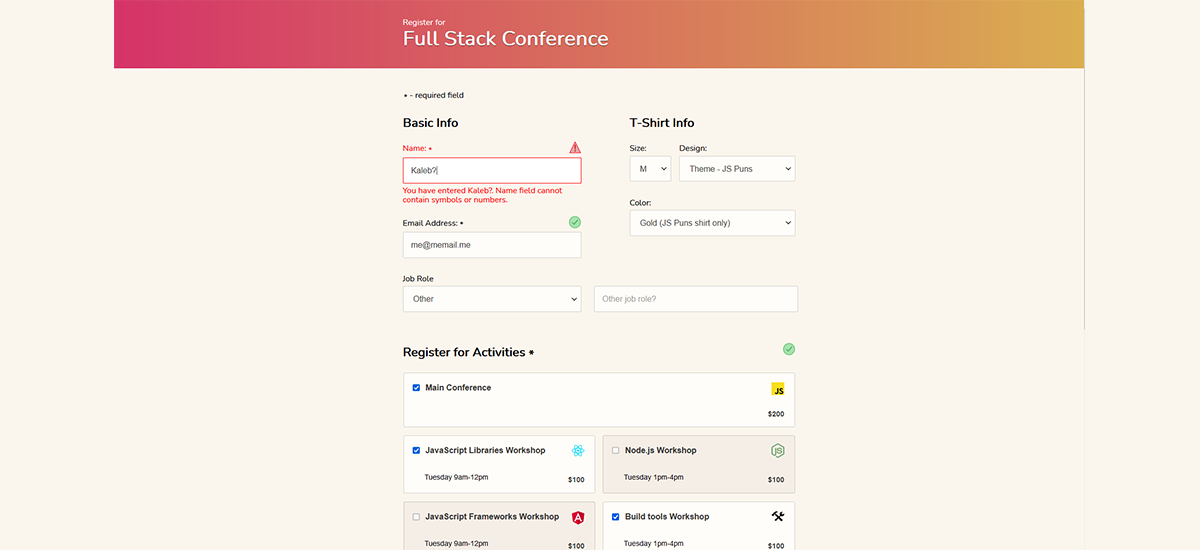 Register for
Full Stack Conference
* - required field
Basic Info
T-Shirt Info
Name: *
Kaleb?
You have entered Kaleb?. Name field cannot
contain symbols or numbers.
Size:
Design:
M
Theme - JS Puns
Color:
Gold (JS Puns shirt only)
Email Address: *
me@memail.me
Job Role
Other
Other job role?
Register for Activities *
Main Conference
JS
$200
JavaScript Libraries Workshop
Tuesday 9am-12pm
$100
Node.js Workshop
JS
Tuesday 1pm-4pm
$100
JavaScript Frameworks Workshop
A
Tuesday 9am-12pm
$100
Build tools Workshop
Tuesday 1pm-4pm
$100